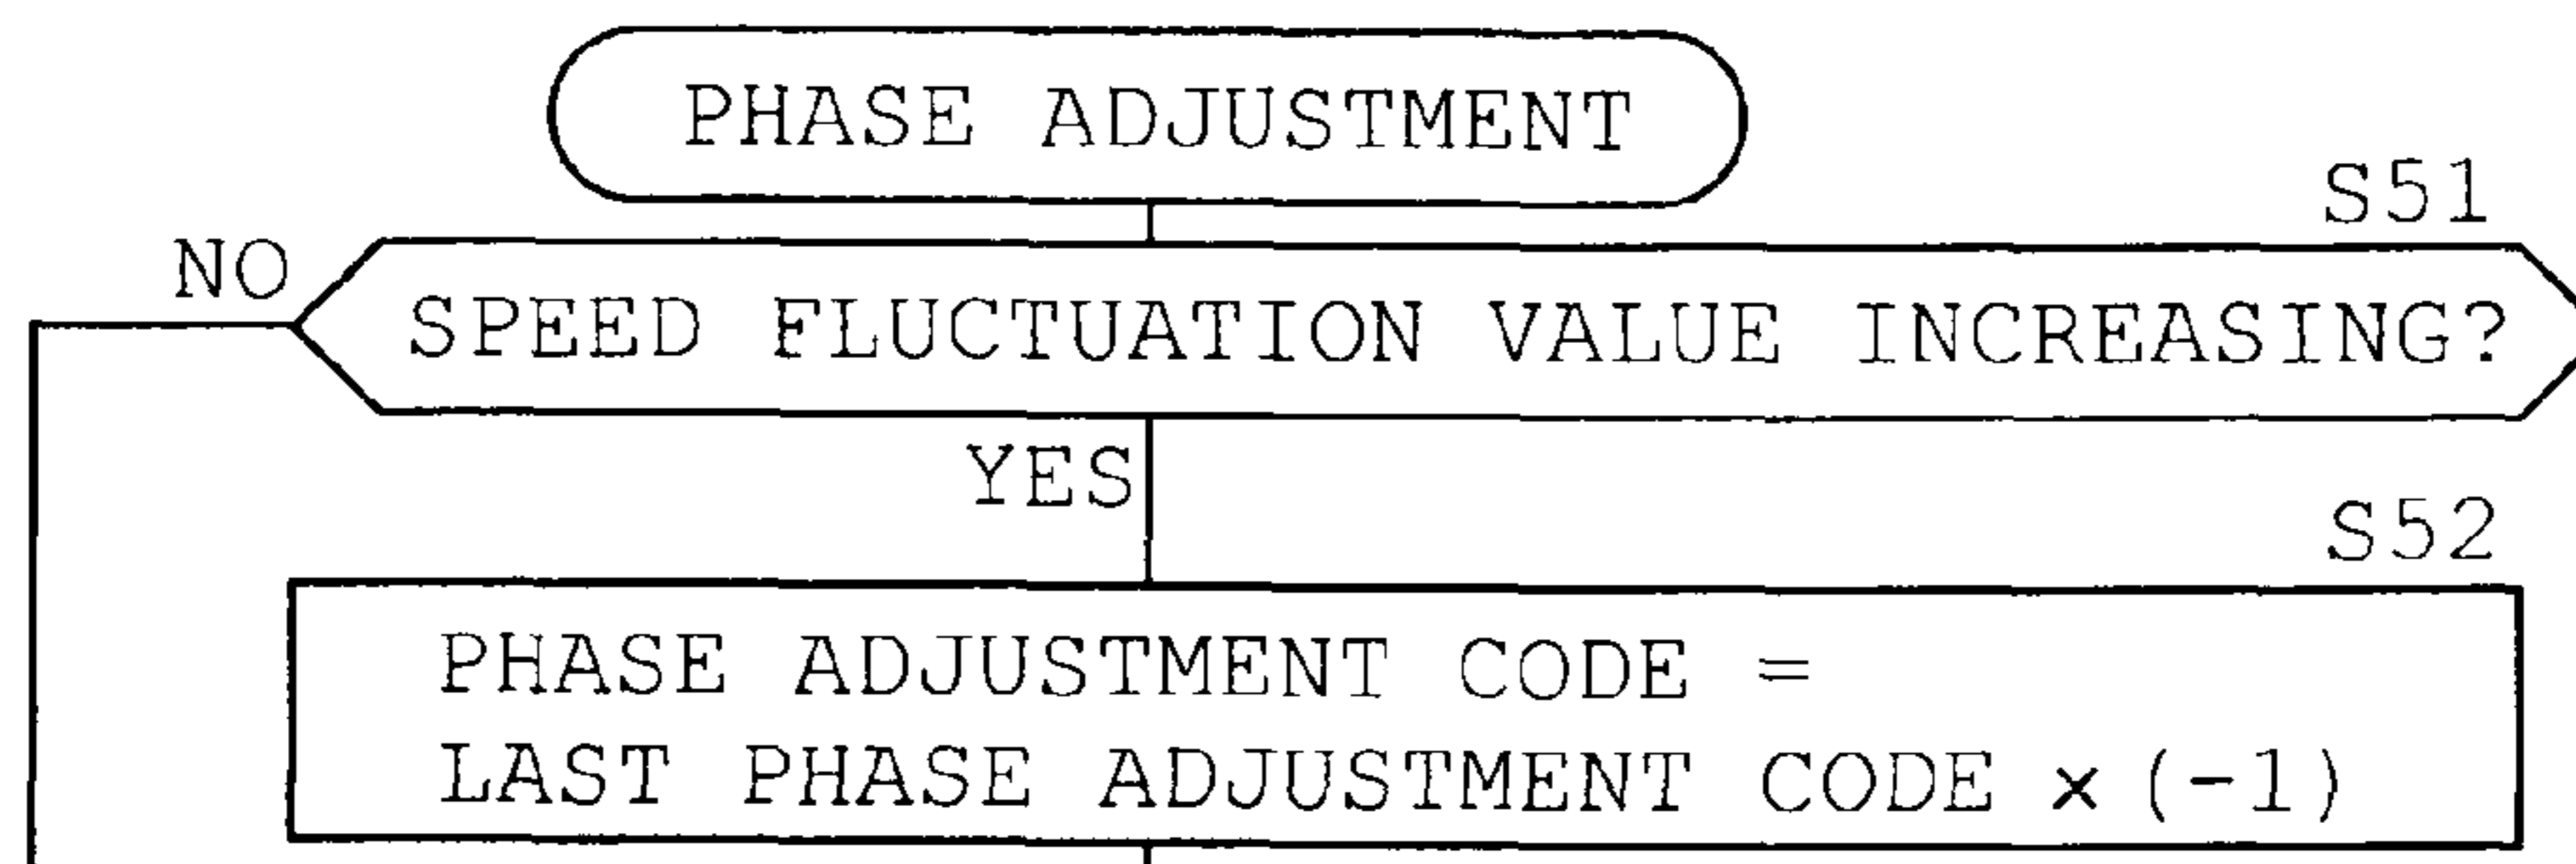 PHASE ADJUSTMENT
S51
NO
SPEED FLUCTUATION VALUE INCREASING?
YES
S52
PHASE ADJUSTMENT CODE =
LAST PHASE ADJUSTMENT CODE × (-1)